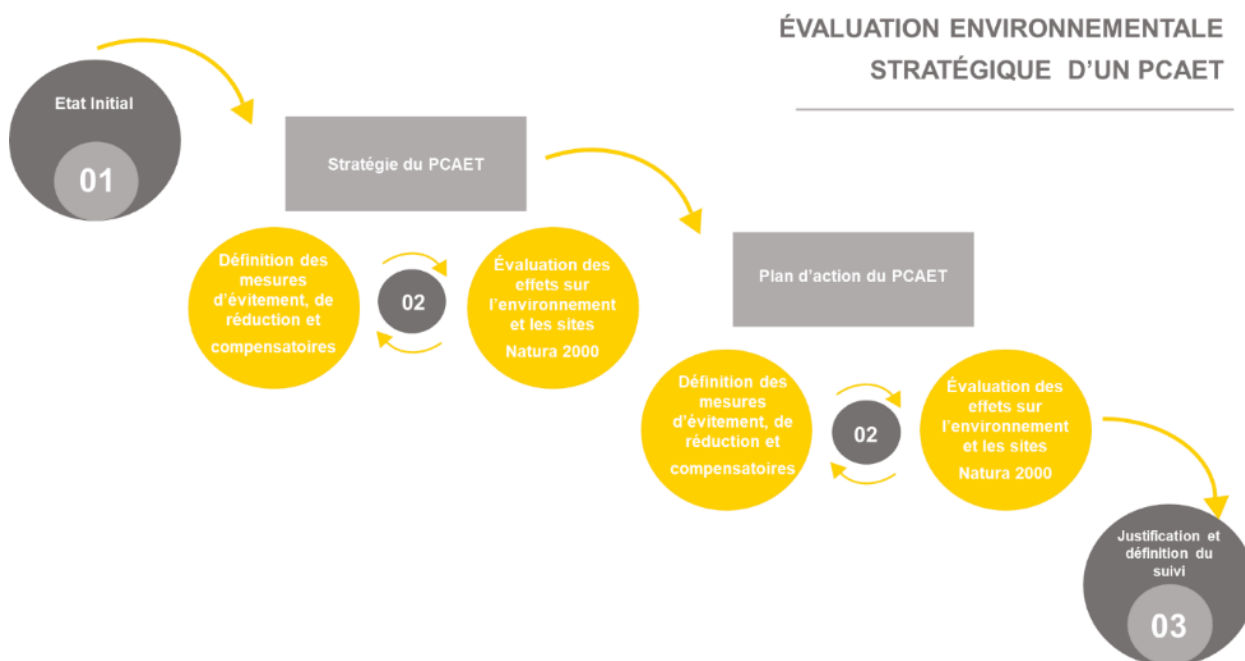 ÉVALUATION ENVIRONNEMENTALE
STRATÉGIQUE D'UN PCAET
Etat Initial
01
Stratégie du PCAET
Définition des
mesures
d'évitement, de
réduction et
compensatoires
02
Évaluation des
effets sur
l'environnement
et les sites
Natura 2000
Plan d'action du PCAET
Définition des
mesures
d'évitement, de
réduction et
compensatoires
02
Évaluation des
effets sur
l'environnement
et les sites
Natura 2000
Justification et
définition du
suivi
03